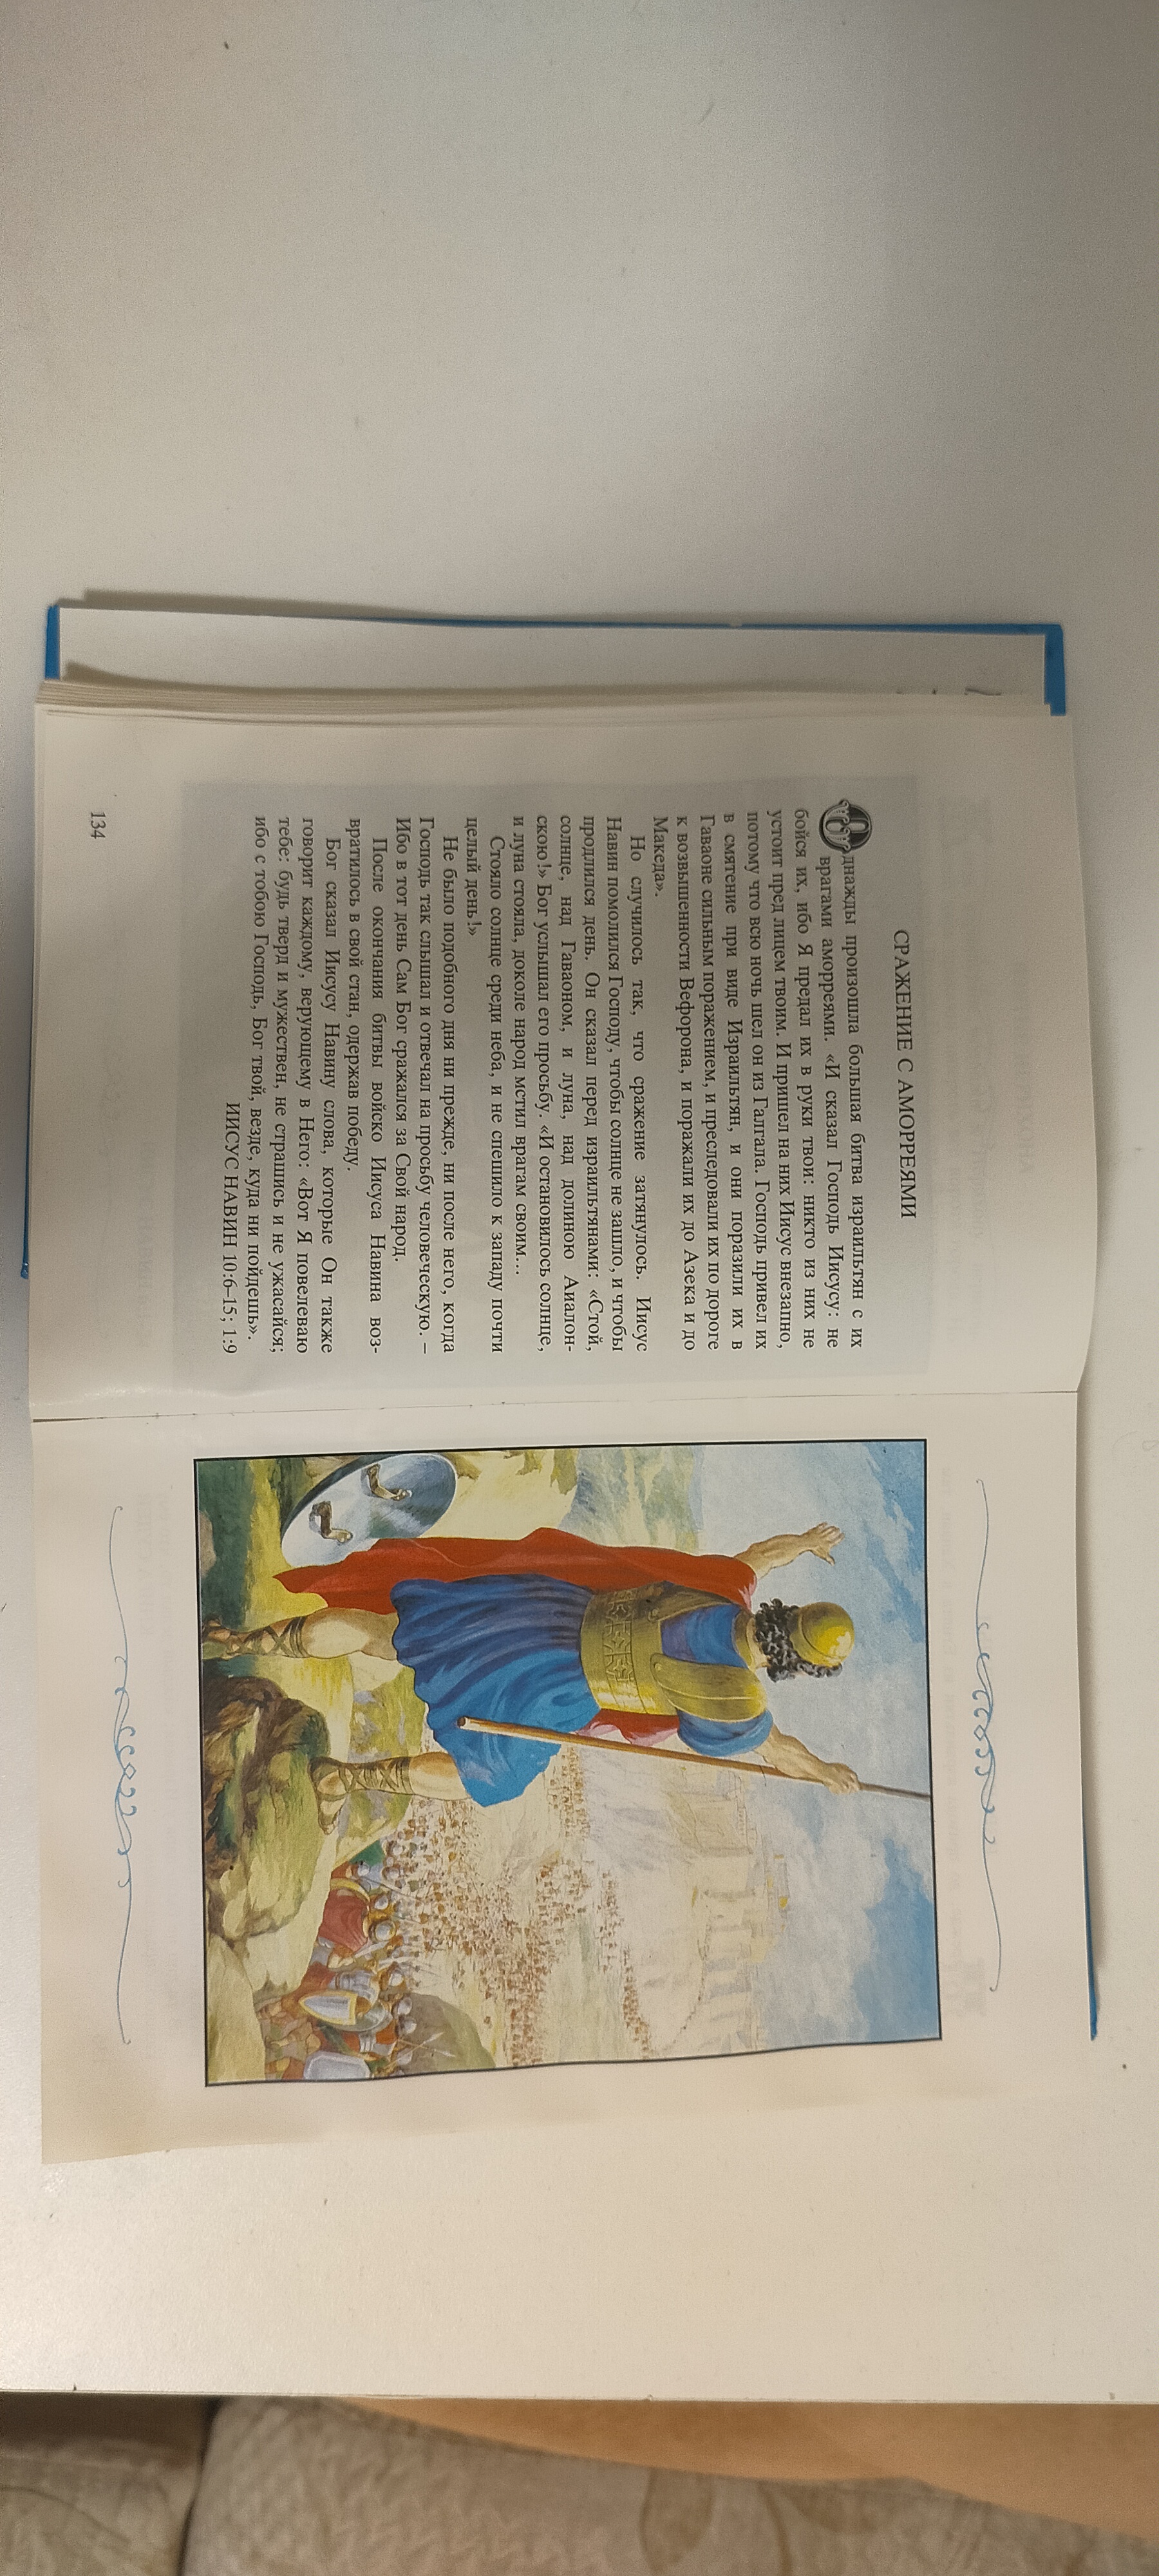 СРАЖЕНИЕ С АМОРРЕЯМИ
Однажды произошла большая битва израильтян с их
врагами аморреями. «И сказал Господь Иисусу: не
бойся их, ибо Я предал их в руки твои: никто из них не
устоит пред лицем твоим. И пришел на них Иисус внезапно,
потому что всю ночь шел он из Галгала. Господь привел их
в смятение при виде Израильтян, и они поразили их в
Гаваоне сильным поражением, и преследовали их по дороге
к возвышенности Вефорона, и поражали их до Азека и до
Македа».
Но случилось так, что сражение затянулось. Иисус
Навин помолился Господу, чтобы солнце не зашло, и чтобы
продлился день. Он сказал перед израильтянами: «Стой,
солнце, над Гаваоном, и луна, над долиною Аиалон-
скою!» Бог услышал его просьбу. «И остановилось солнце,
и луна стояла, доколе народ мстил врагам своим...
Стояло солнце среди неба, и не спешило к западу почти
целый день!»
Не было подобного дня ни прежде, ни после него, когда
Господь так слышал и отвечал на просьбу человеческую. –
Ибо в тот день Сам Бог сражался за Свой народ.
После окончания битвы войско Иисуса Навина воз-
вратилось в свой стан, одержав победу.
Бог сказал Иисусу Навину слова, которые Он также
говорит каждому, верующему в Него: «Вот Я повелеваю
тебе: будь тверд и мужествен, не страшись и не ужасайся;
ибо с тобою Господь, Бог твой, везде, куда ни пойдешь».
ИИСУС НАВИН 10:6–15; 1:9
134